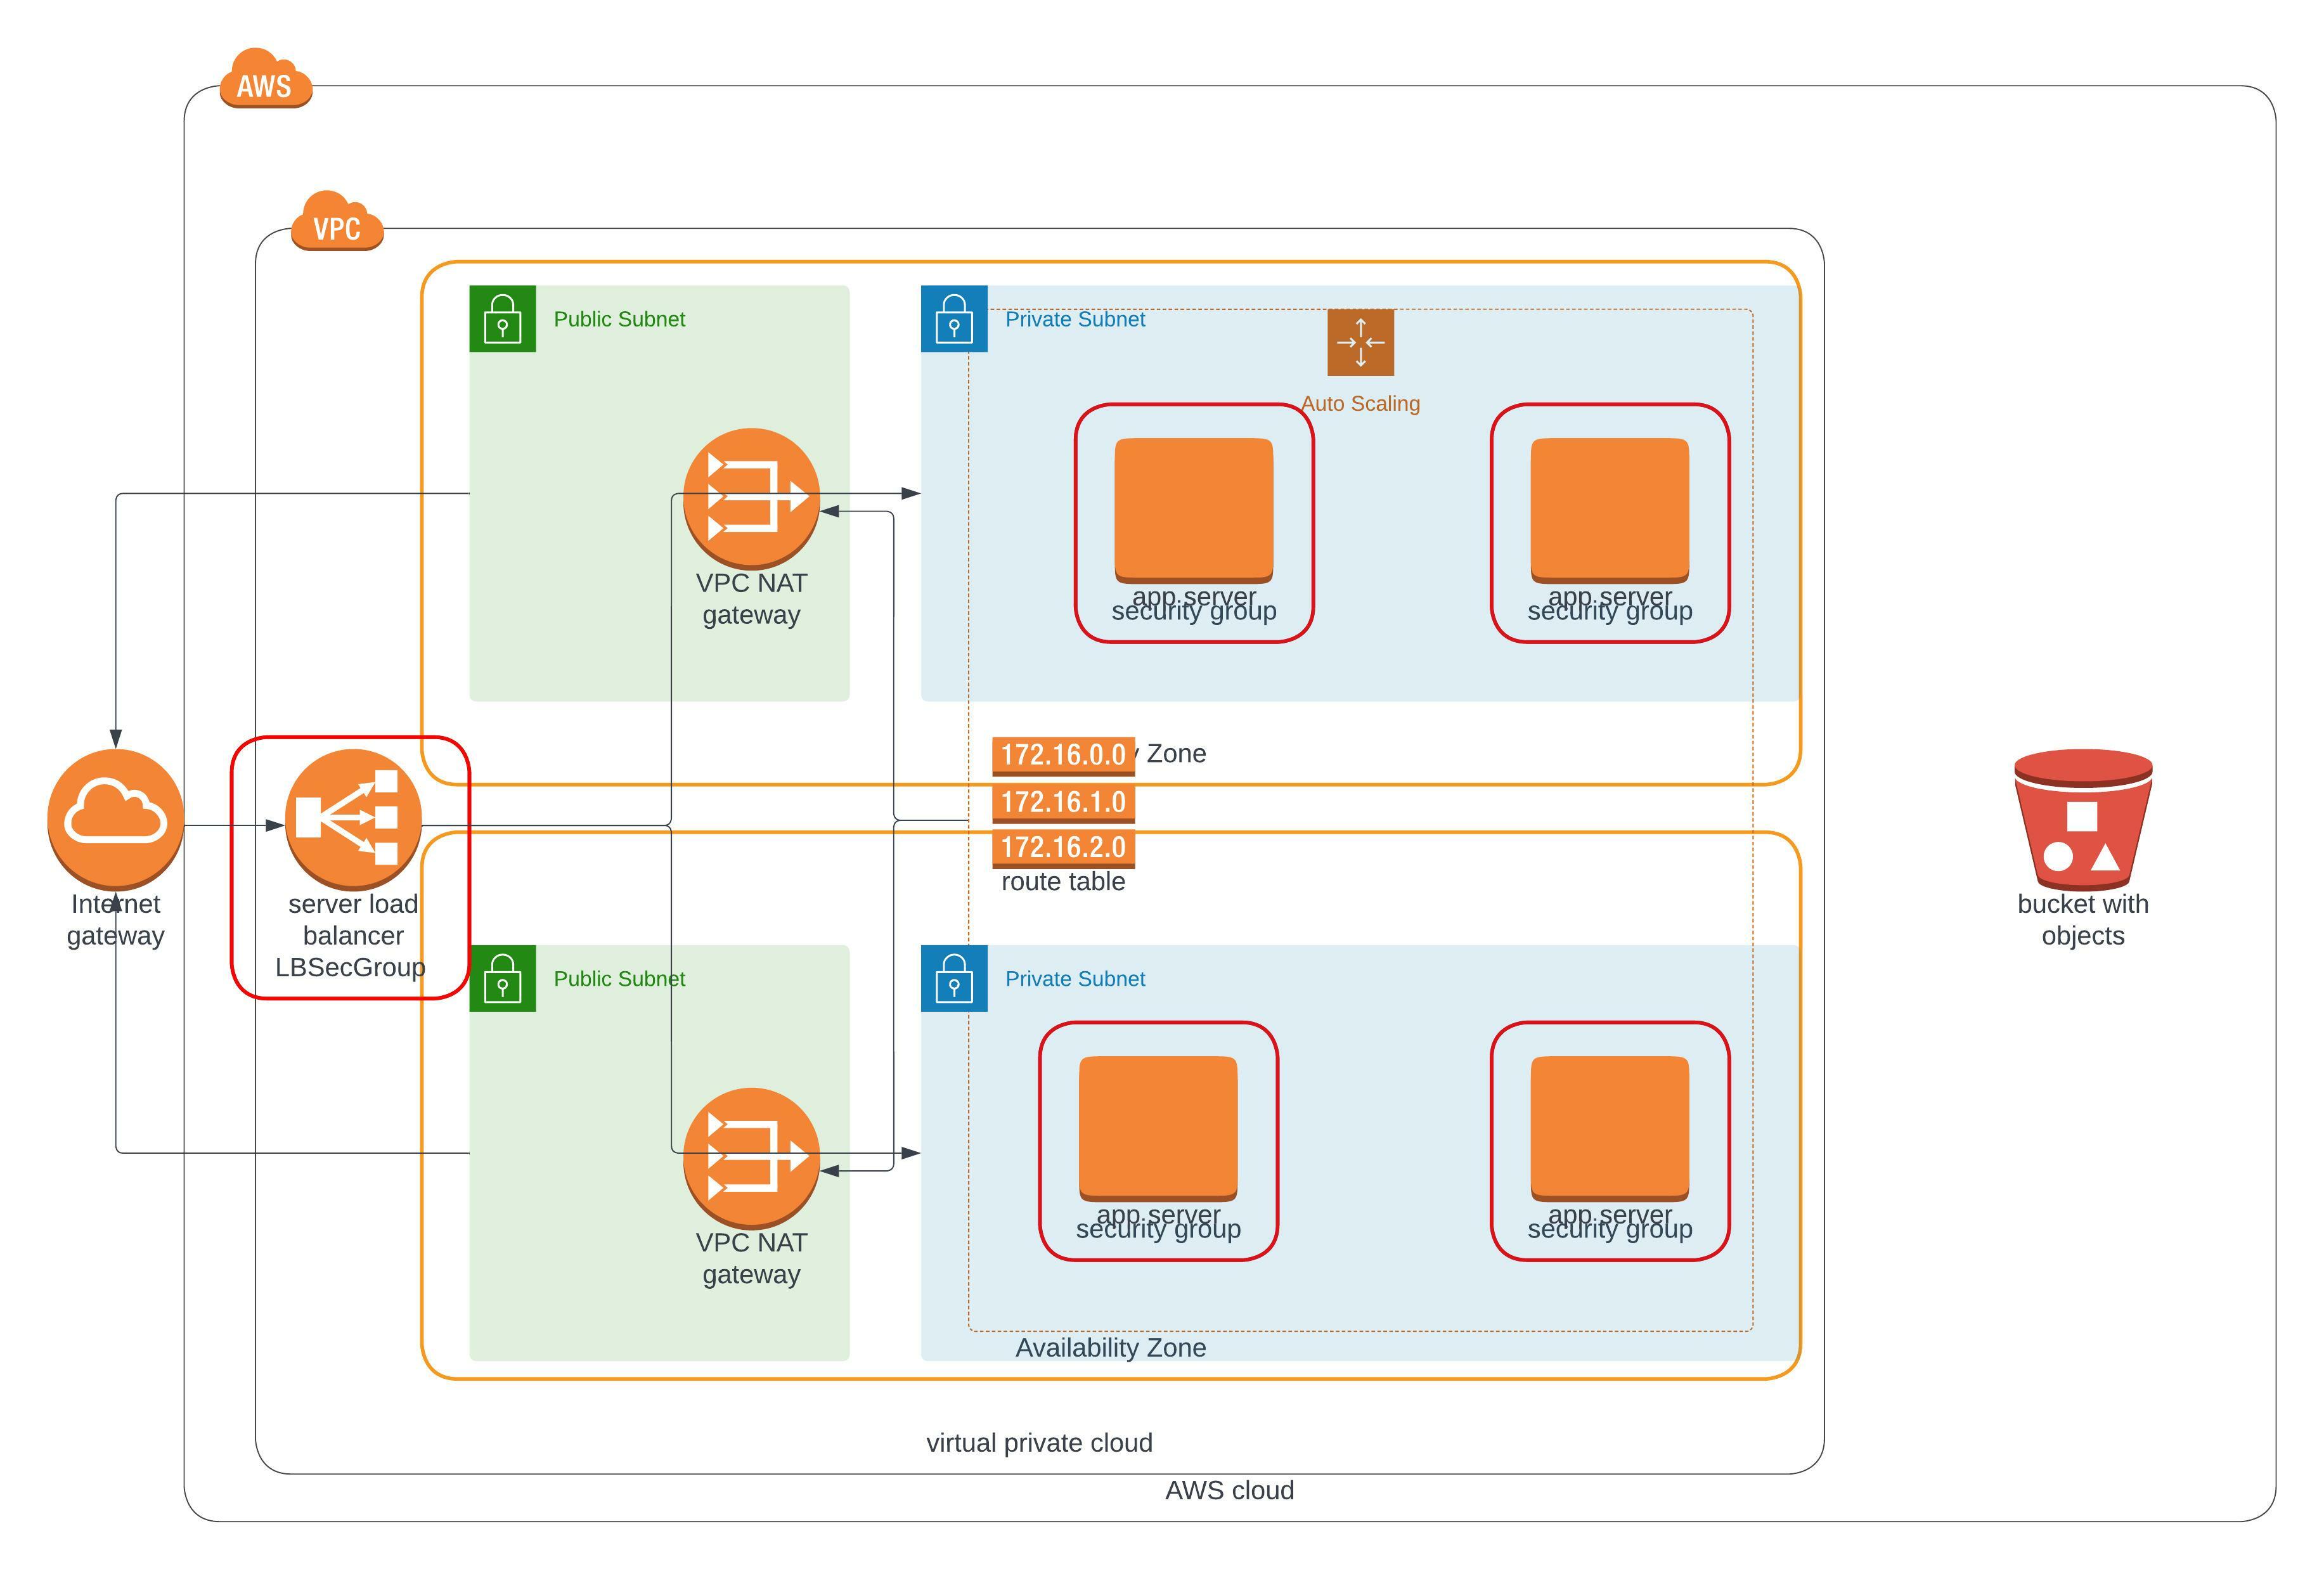 AWS
VPC
Public Subnet
Private Subnet
Auto Scaling
VPC NAT
gateway
app server
security group
app server
security group
172.16.0.0
Zone
172.16.1.0
172.16.2.0
route table
Internet
gateway
server load
balancer
LBSecGroup
bucket with
objects
Public Subnet
Private Subnet
VPC NAT
gateway
app server
security group
app server
security group
Availability Zone
virtual private cloud
AWS cloud